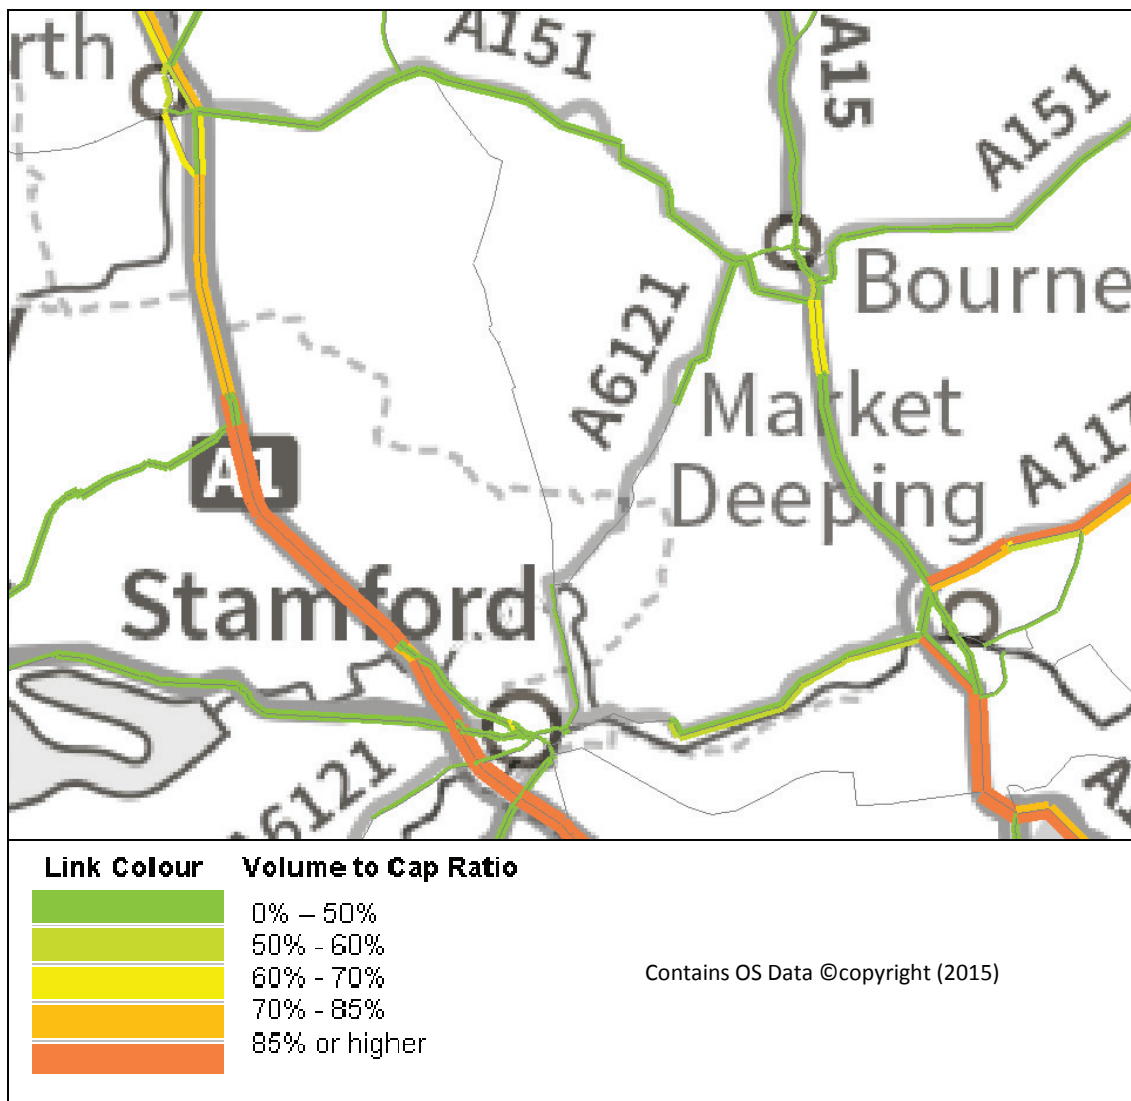 rth
A151
A15
A151
Bourne
A6121
Market
Deeping
A117
A1
Stamford
A6121
Link Colour Volume to Cap Ratio
0% – 50%
50% - 60%
60% - 70%
70% - 85%
85% or higher
Contains OS Data ©copyright (2015)